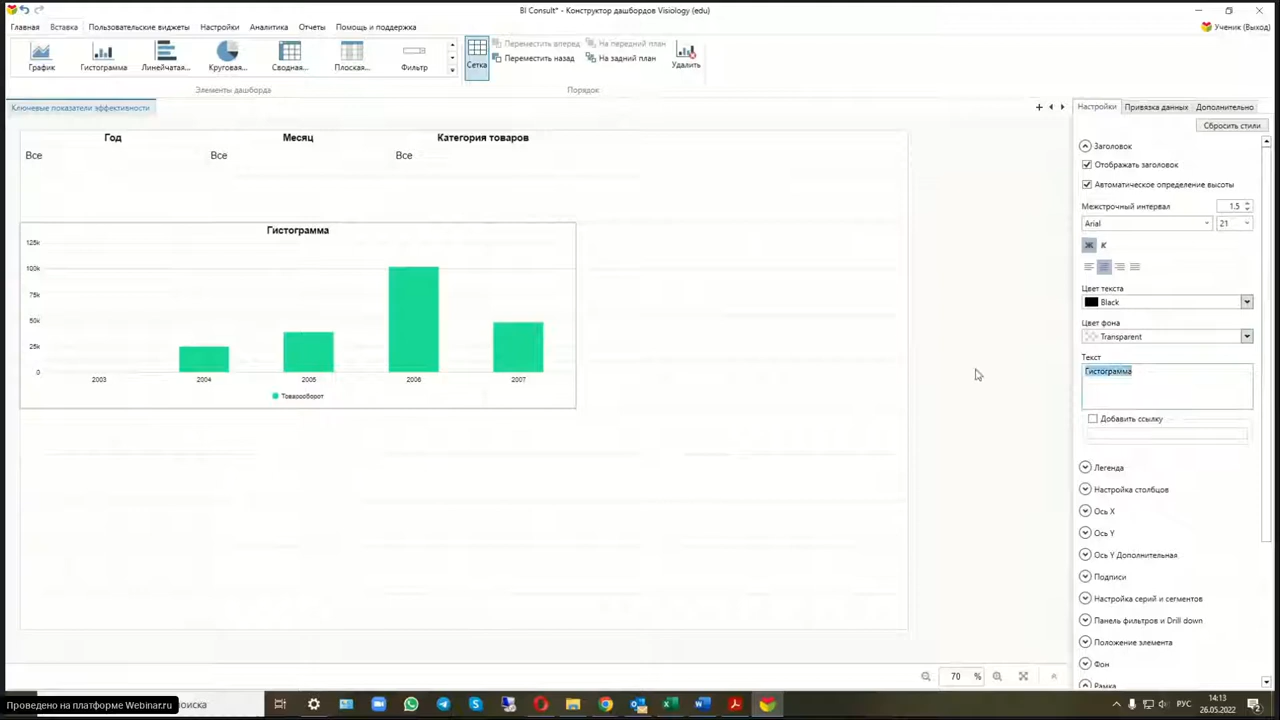 BI Consult* - Конструктор дашбордов Visiology (edu)
Главная Вставка Пользовательские виджеты Настройки Аналитика Отчеты Помощь и поддержка
Ученик (Выход)
График Гистограмма Линейчатая... Круговая... Сводная... Плоская... Фильтр
Сетка
Переместить вперед На передний план
Переместить назад На задний план
Удалить
Элементы дашборда Порядок
Ключевые показатели эффективности
Год Месяц Категория товаров
Все Все Все
Гистограмма
125k
100k
75k
50k
25k
0
2003 2004 2005 2006 2007
Товарооборот
Настройки Привязка данных Дополнительно
Сбросить стили
Заголовок
Отображать заголовок
Автоматическое определение высоты
Межстрочный интервал 1.5
Arial 21
Ж К
Цвет текста
Black
Цвет фона
Transparent
Текст
Гистограмма
Добавить ссылку
Легенда
Настройка столбцов
Ось X
Ось Y
Ось Y Дополнительная
Подписи
Настройка серий и сегментов
Панель фильтров и Drill down
Положение элемента
Фон
Рамка
70 %
Проведено на платформе Webinar.ru
поиска
РУС
14:13
26.05.2022